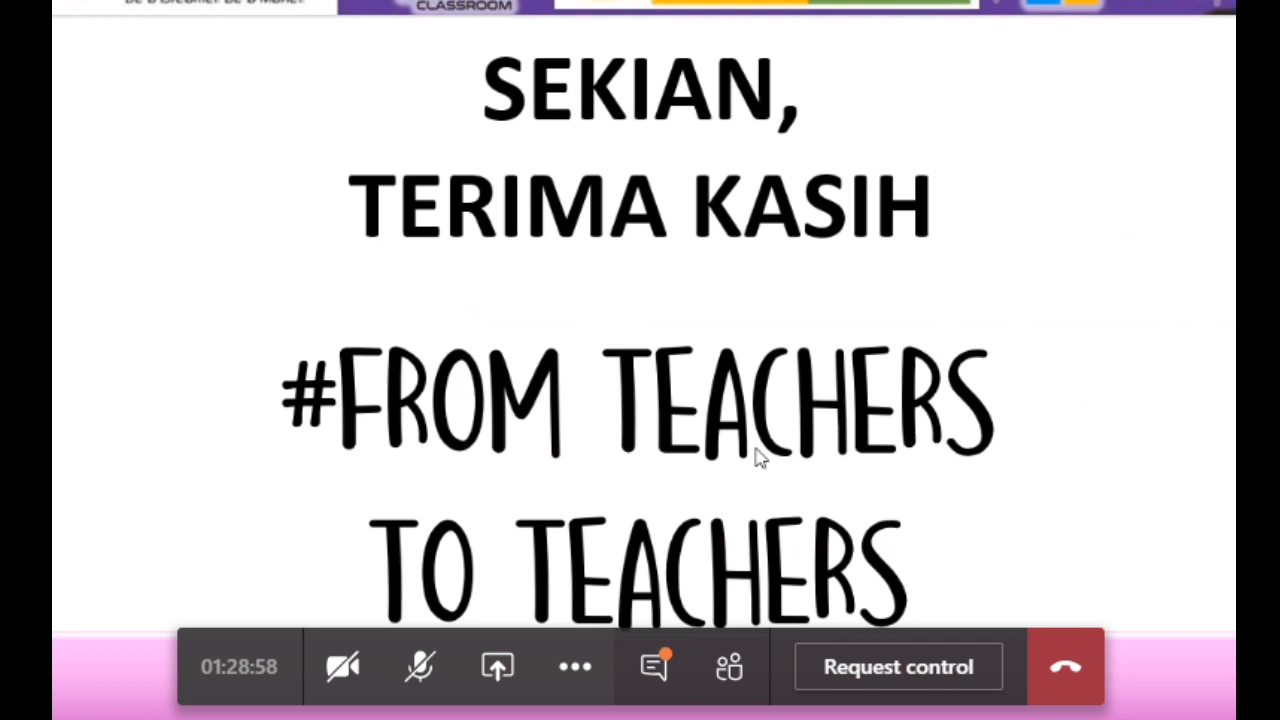 CLASSROOM
SEKIAN,
TERIMA KASIH
#FROM TEACHERS
TO TEACHERS
01:28:58
Request control